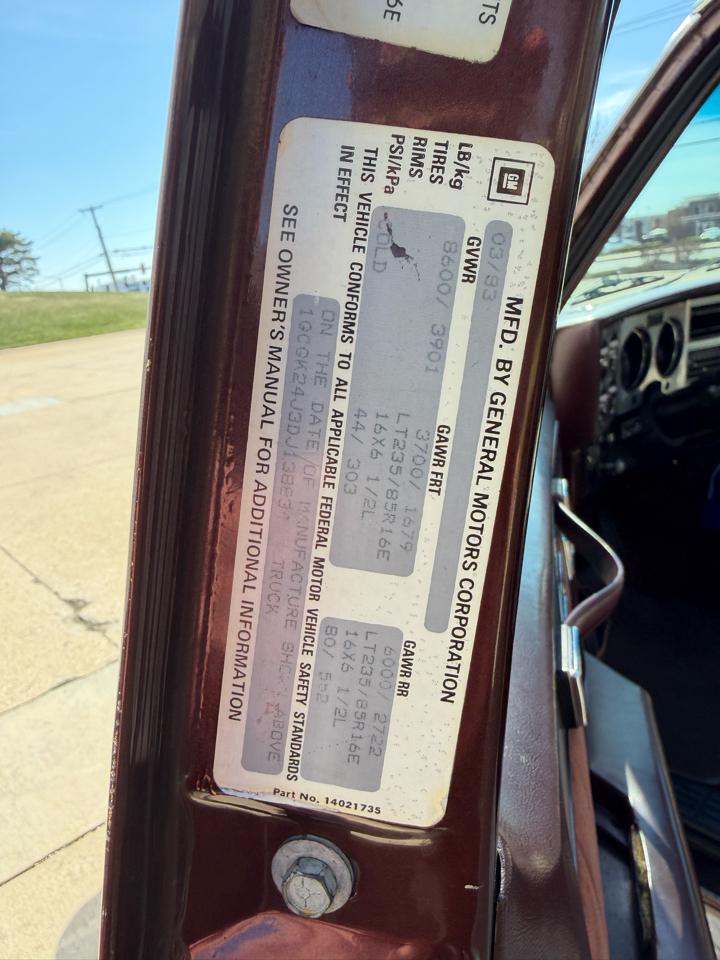 TS
6E
GM
MFD. BY GENERAL MOTORS CORPORATION
03/83
GVWR GAWR FRT GAWR RR
LB/kg 8600/ 3901 3700/ 1679 6000/ 2722
TIRES LT235/85R16E LT235/85R16E
RIMS 16X6 1/2L 16X6 1/2L
PSI/kPa COLD 44/ 303 80/ 552
THIS VEHICLE CONFORMS TO ALL APPLICABLE FEDERAL MOTOR VEHICLE SAFETY STANDARDS
IN EFFECT ON THE DATE OF MANUFACTURE SHOWN ABOVE
TRUCK
SEE OWNER'S MANUAL FOR ADDITIONAL INFORMATION
Part No. 14021735